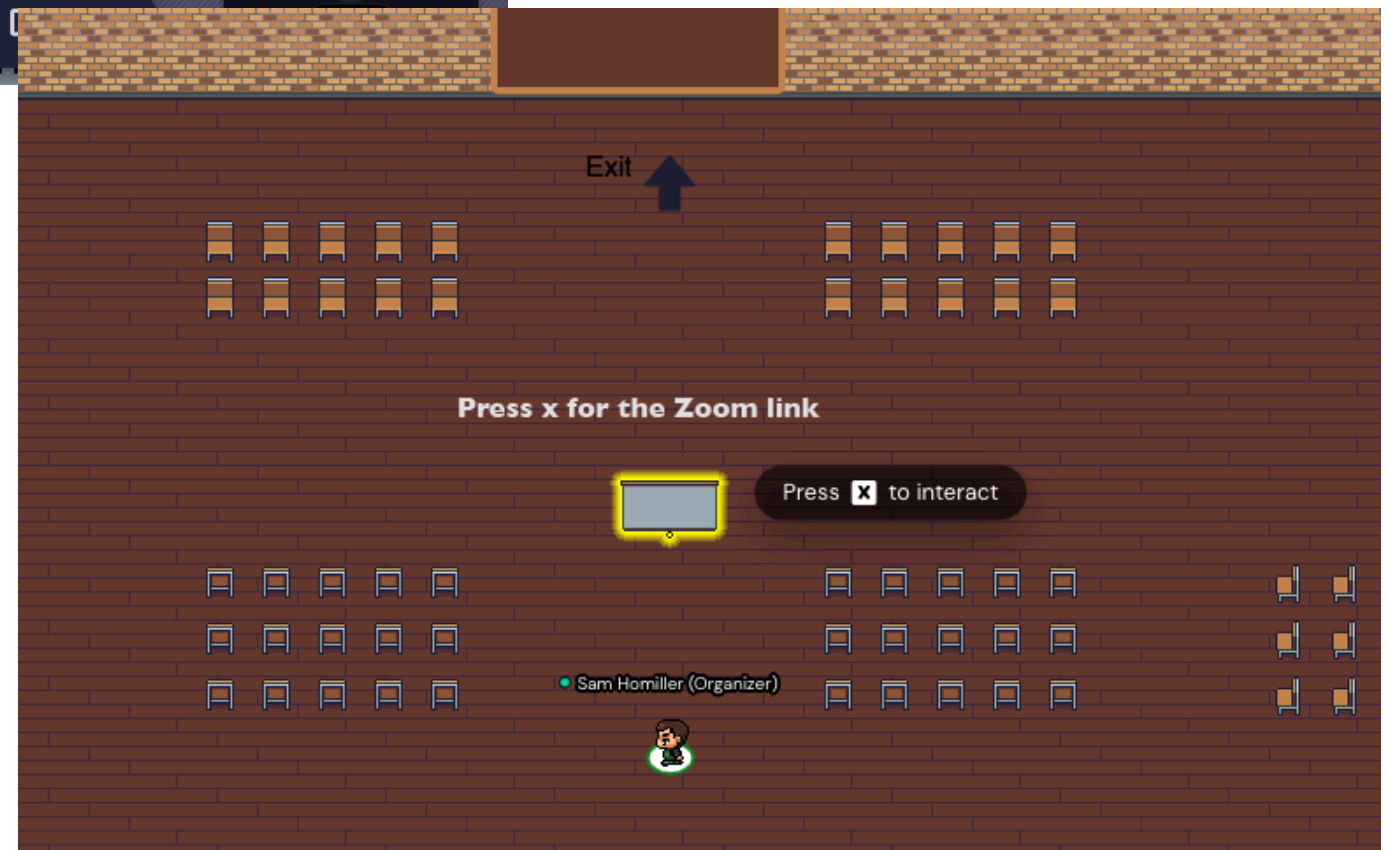 Exit
Press x for the Zoom link
Press X to interact
Sam Homiller (Organizer)